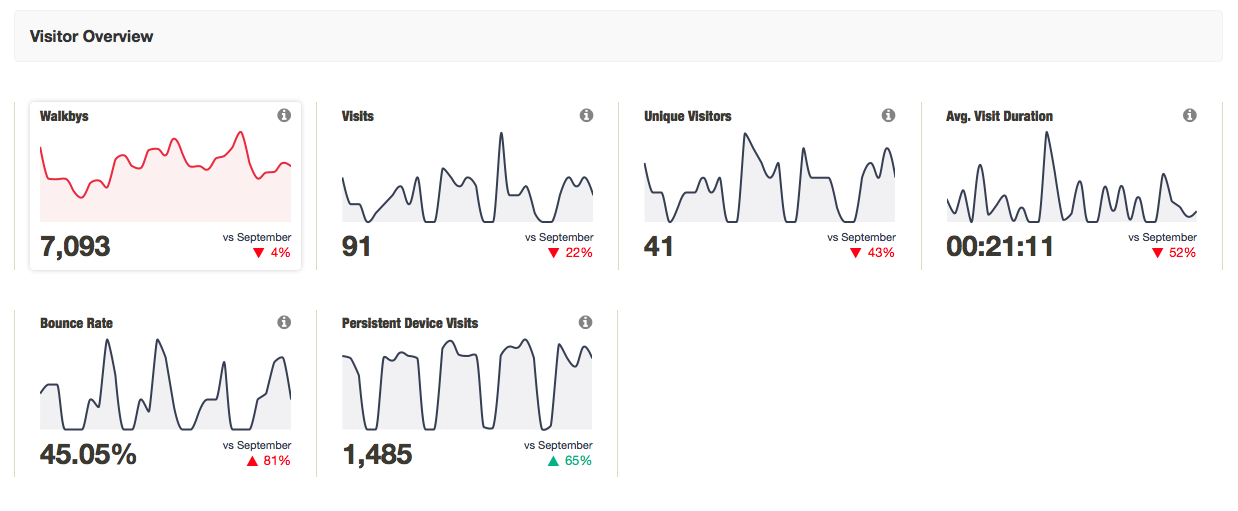 Visitor Overview
Walkbys
7,093
vs September
4%
Visits
91
vs September
22%
Unique Visitors
41
vs September
43%
Avg. Visit Duration
00:21:11
vs September
52%
Bounce Rate
45.05%
vs September
81%
Persistent Device Visits
1,485
vs September
65%